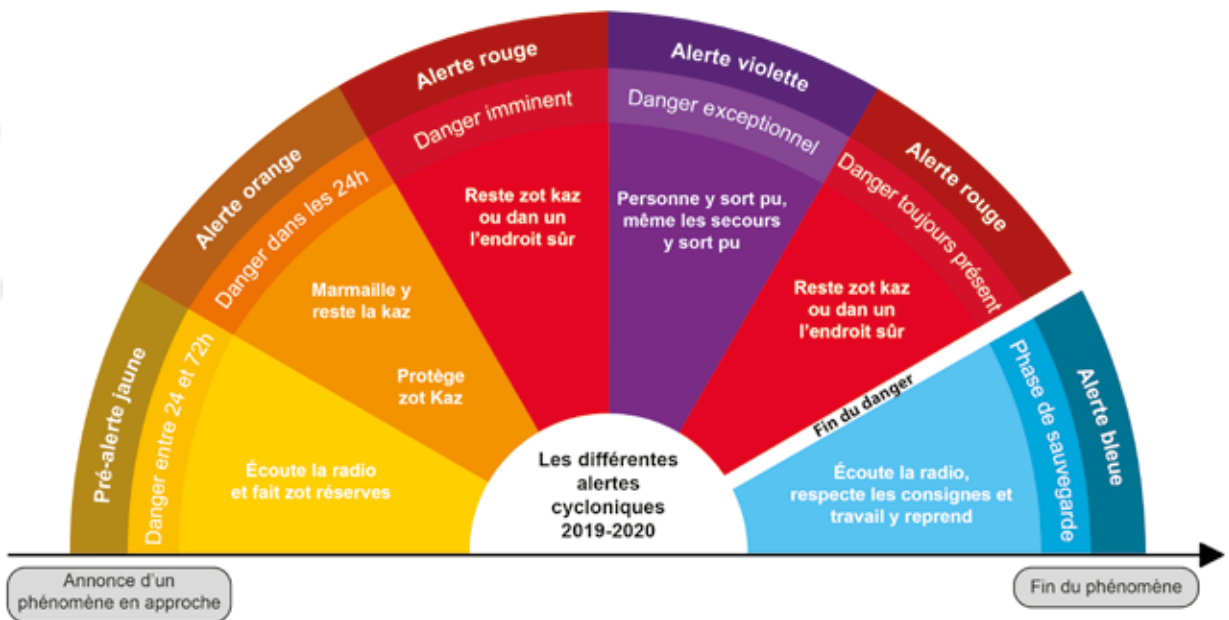 Pré-alerte jaune
Danger entre 24 et 72h
Écoute la radio
et fait zot réserves
Alerte orange
Danger dans les 24h
Marmaille y
reste la kaz
Protège
zot Kaz
Alerte rouge
Danger imminent
Reste zot kaz
ou dan un
l'endroit sûr
Alerte violette
Danger exceptionnel
Personne y sort pu,
même les secours
y sort pu
Alerte rouge
Danger toujours présent
Reste zot kaz
ou dan un
l'endroit sûr
Fin du danger
Alerte bleue
Phase de sauvegarde
Écoute la radio,
respecte les consignes et
travail y reprend
Les différentes
alertes
cycloniques
2019-2020
Annonce d'un
phénomène en approche
Fin du phénomène